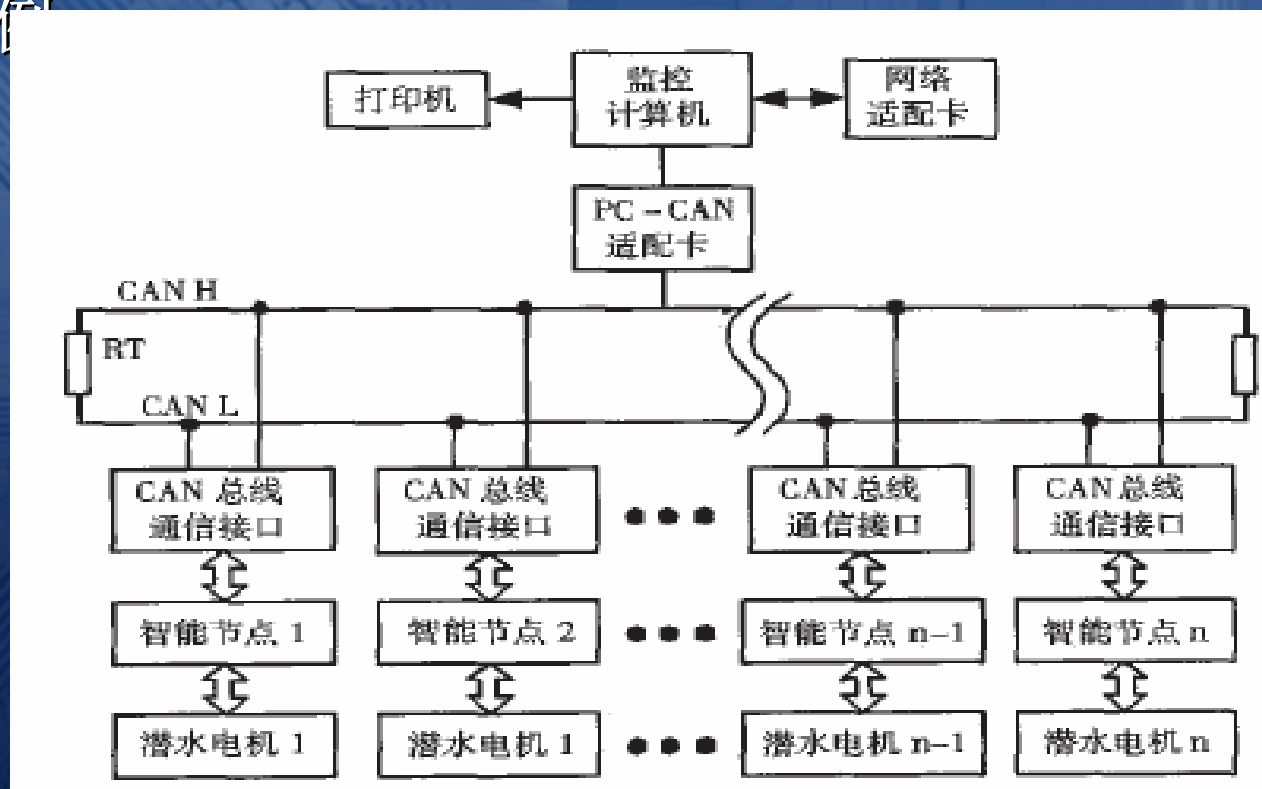 例
打印机
监控
计算机
网络
适配卡
PC-CAN
适配卡
CAN H
RT
CAN L
CAN 总线
通信接口
CAN 总线
通信接口
CAN 总线
通信接口
CAN 总线
通信接口
智能节点 1
智能节点 2
智能节点 n-1
智能节点 n
潜水电机 1
潜水电机 1
潜水电机 n-1
潜水电机 n